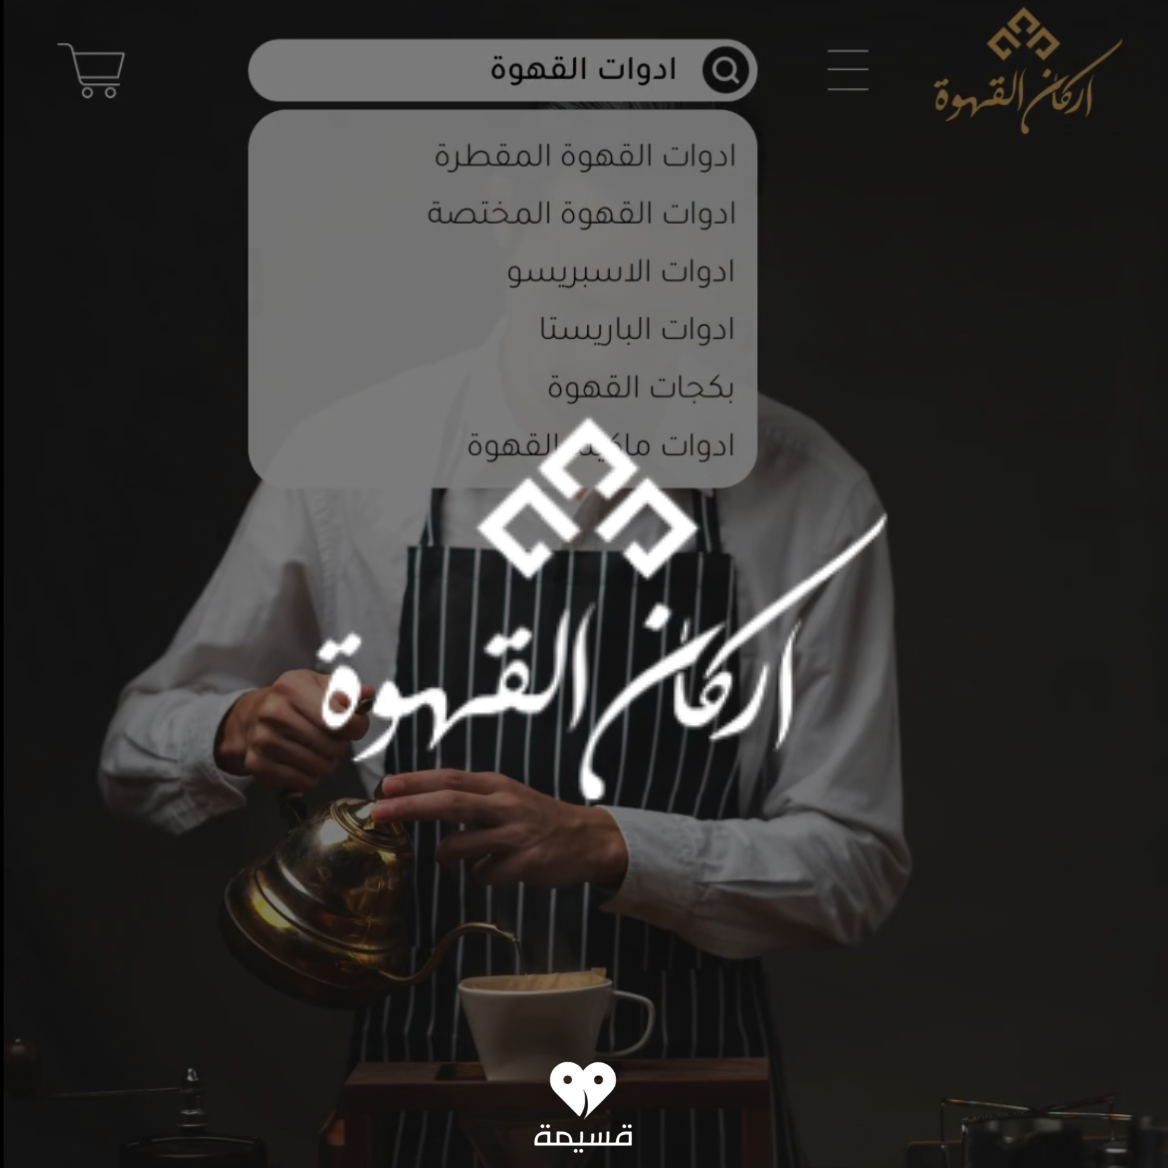 اركان القهوة
ادوات القهوة
ادوات القهوة المقطرة
ادوات القهوة المختصة
ادوات الاسبريسو
ادوات الباريستا
بكجات القهوة
ادوات ماكينة القهوة
اركان القهوة
قسيمة